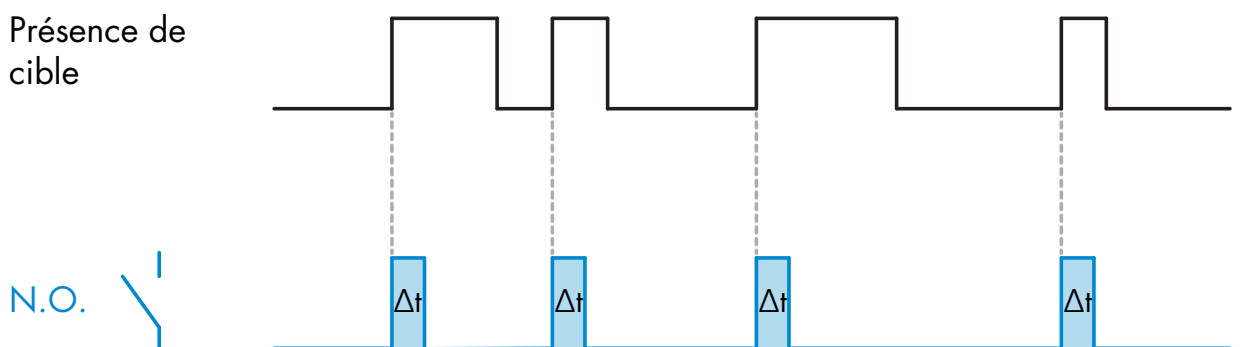 Présence de
cible
N.O.
Δt
Δt
Δt
Δt